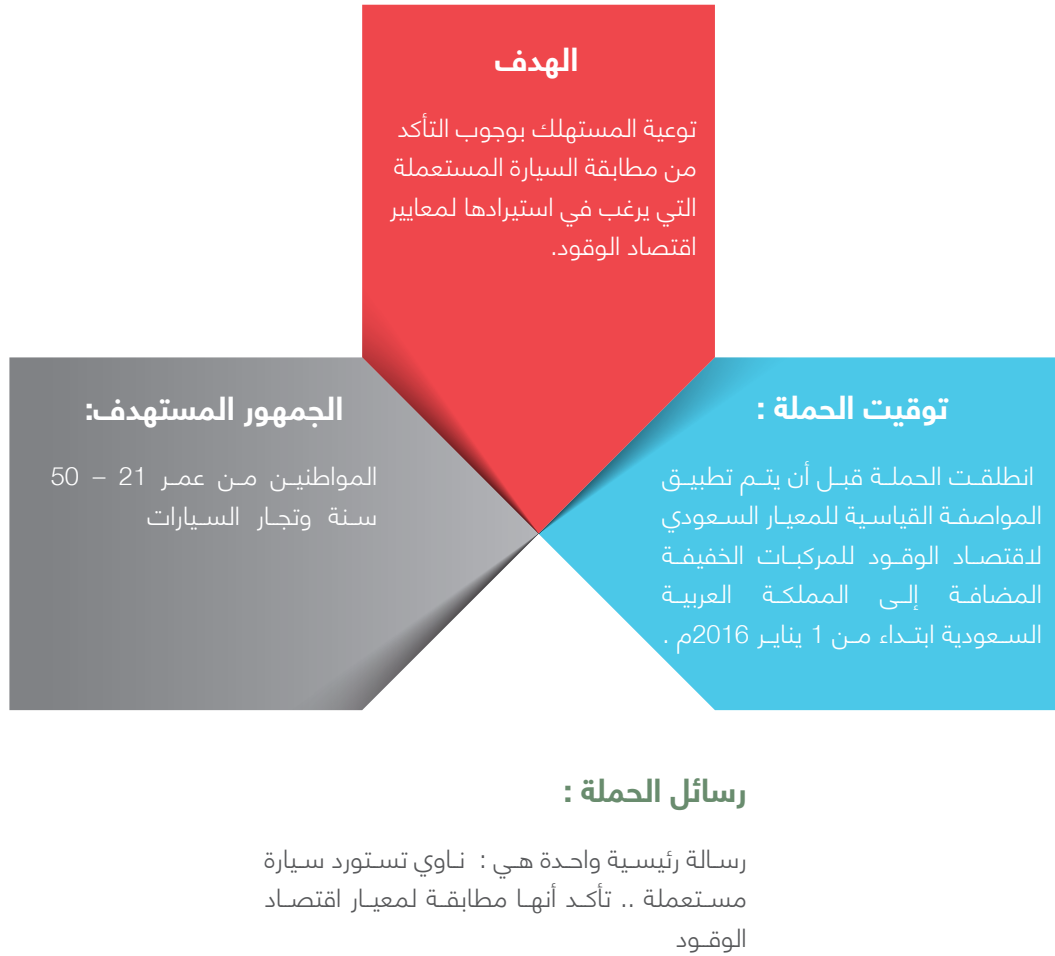 الهدف
توعية المستهلك بوجوب التأكد
من مطابقة السيارة المستعملة
التي يرغب في استيرادها لمعايير
اقتصاد الوقود.
توقيت الحملة :
انطلقت الحملة قبل أن يتم تطبيق
المواصفة القياسية للمعيار السعودي
لاقتصاد الوقود للمركبات الخفيفة
المضافة إلى المملكة العربية
السعودية ابتداء من 1 يناير 2016م .
الجمهور المستهدف:
المواطنين من عمر 21 – 50
سنة وتجار السيارات
رسائل الحملة :
رسالة رئيسية واحدة هي : ناوي تستورد سيارة
مستعملة .. تأكد أنها مطابقة لمعيار اقتصاد
الوقود